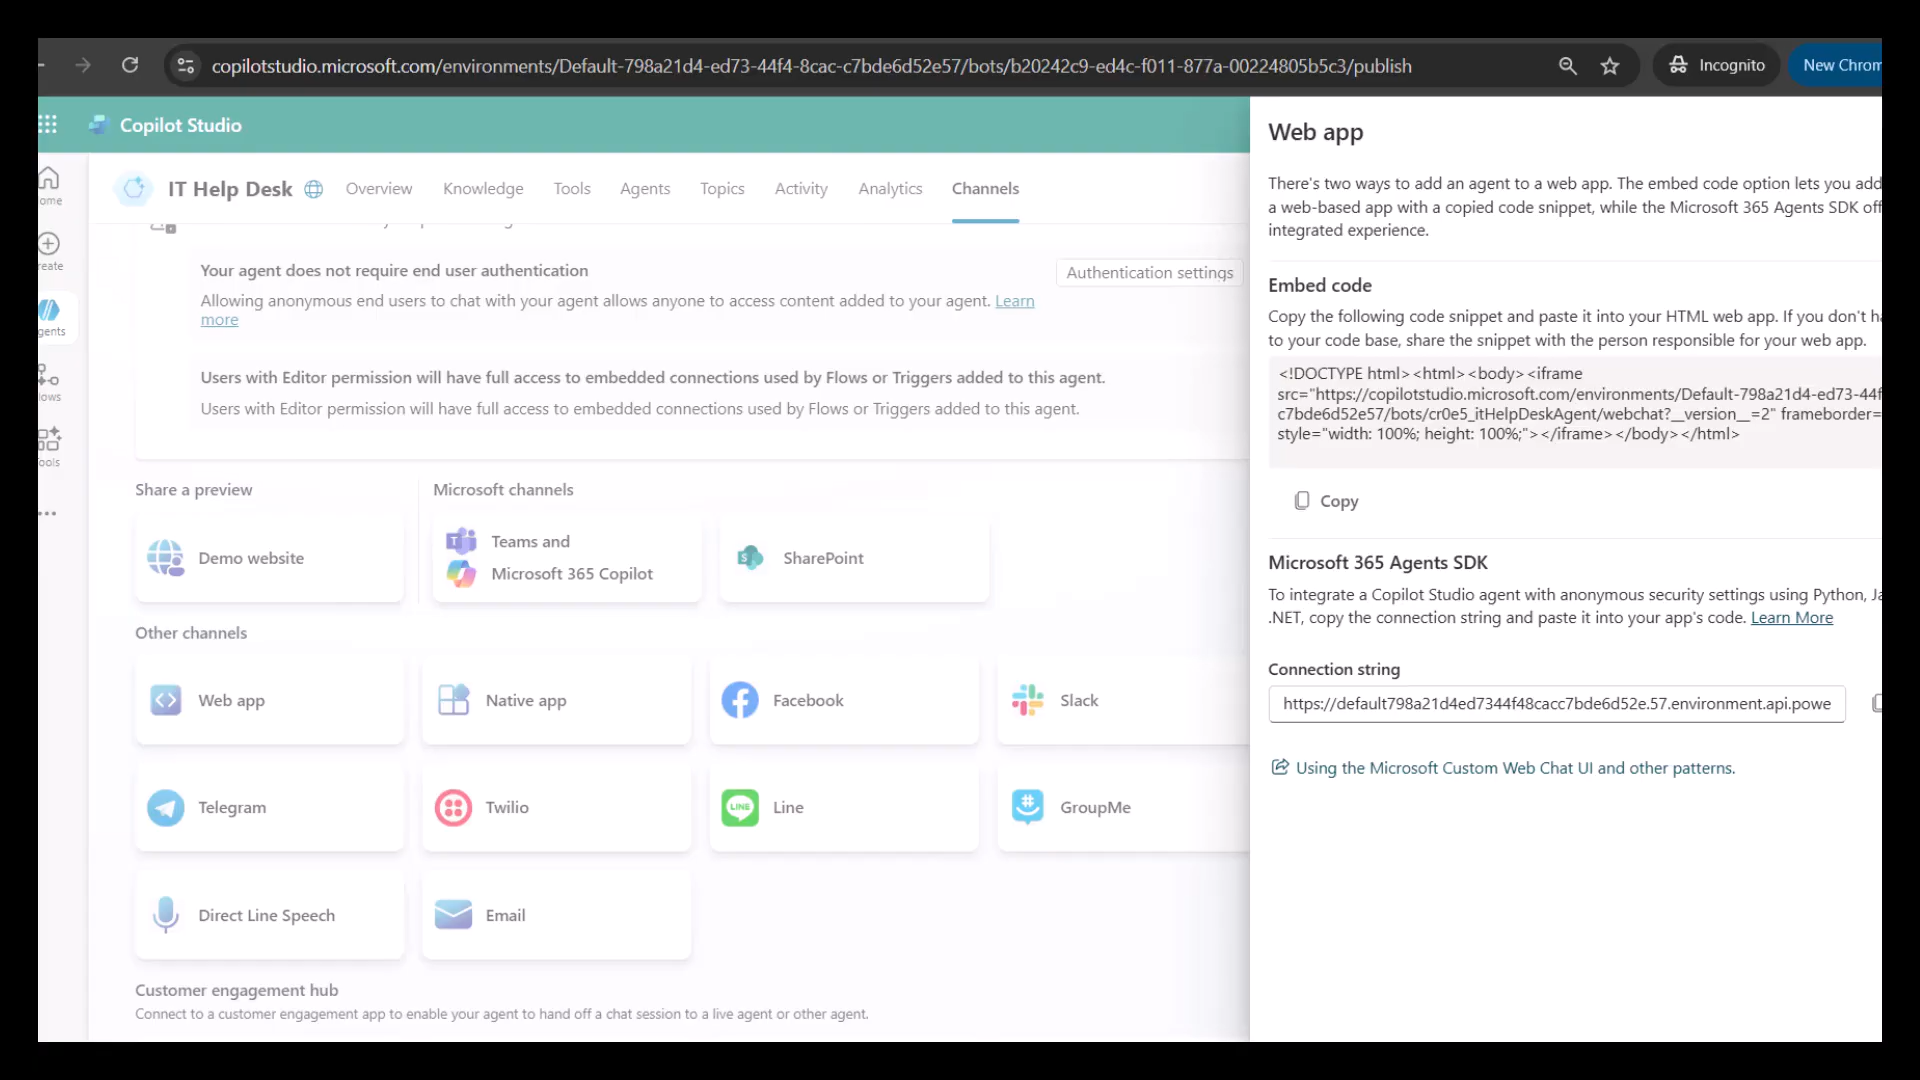 copilotstudio.microsoft.com/environments/Default-798a21d4-ed73-44f4-8cac-c7bde6d52e57/bots/b20242c9-ed4c-f011-877a-00224805b5c3/publish
Incognito
New Chrom
Copilot Studio
IT Help Desk
Overview
Knowledge
Tools
Agents
Topics
Activity
Analytics
Channels
ome
reate
gents
lows
ools
Your agent does not require end user authentication
Authentication settings
Allowing anonymous end users to chat with your agent allows anyone to access content added to your agent. Learn
more
Users with Editor permission will have full access to embedded connections used by Flows or Triggers added to this agent.
Users with Editor permission will have full access to embedded connections used by Flows or Triggers added to this agent.
Share a preview
Microsoft channels
Demo website
Teams and
Microsoft 365 Copilot
SharePoint
Other channels
Web app
Native app
Facebook
Slack
Telegram
Twilio
LINE
Line
GroupMe
Direct Line Speech
Email
Customer engagement hub
Connect to a customer engagement app to enable your agent to hand off a chat session to a live agent or other agent.
Web app
There's two ways to add an agent to a web app. The embed code option lets you add
a web-based app with a copied code snippet, while the Microsoft 365 Agents SDK off
integrated experience.
Embed code
Copy the following code snippet and paste it into your HTML web app. If you don't ha
to your code base, share the snippet with the person responsible for your web app.
<!DOCTYPE html><html><body><iframe
src="https://copilotstudio.microsoft.com/environments/Default-798a21d4-ed73-44f
c7bde6d52e57/bots/cr0e5_itHelpDeskAgent/webchat?__version__=2" frameborder=
style="width: 100%; height: 100%;"></iframe></body></html>
Copy
Microsoft 365 Agents SDK
To integrate a Copilot Studio agent with anonymous security settings using Python, Ja
.NET, copy the connection string and paste it into your app's code. Learn More
Connection string
https://default798a21d4ed7344f48cacc7bde6d52e.57.environment.api.powe
Using the Microsoft Custom Web Chat UI and other patterns.